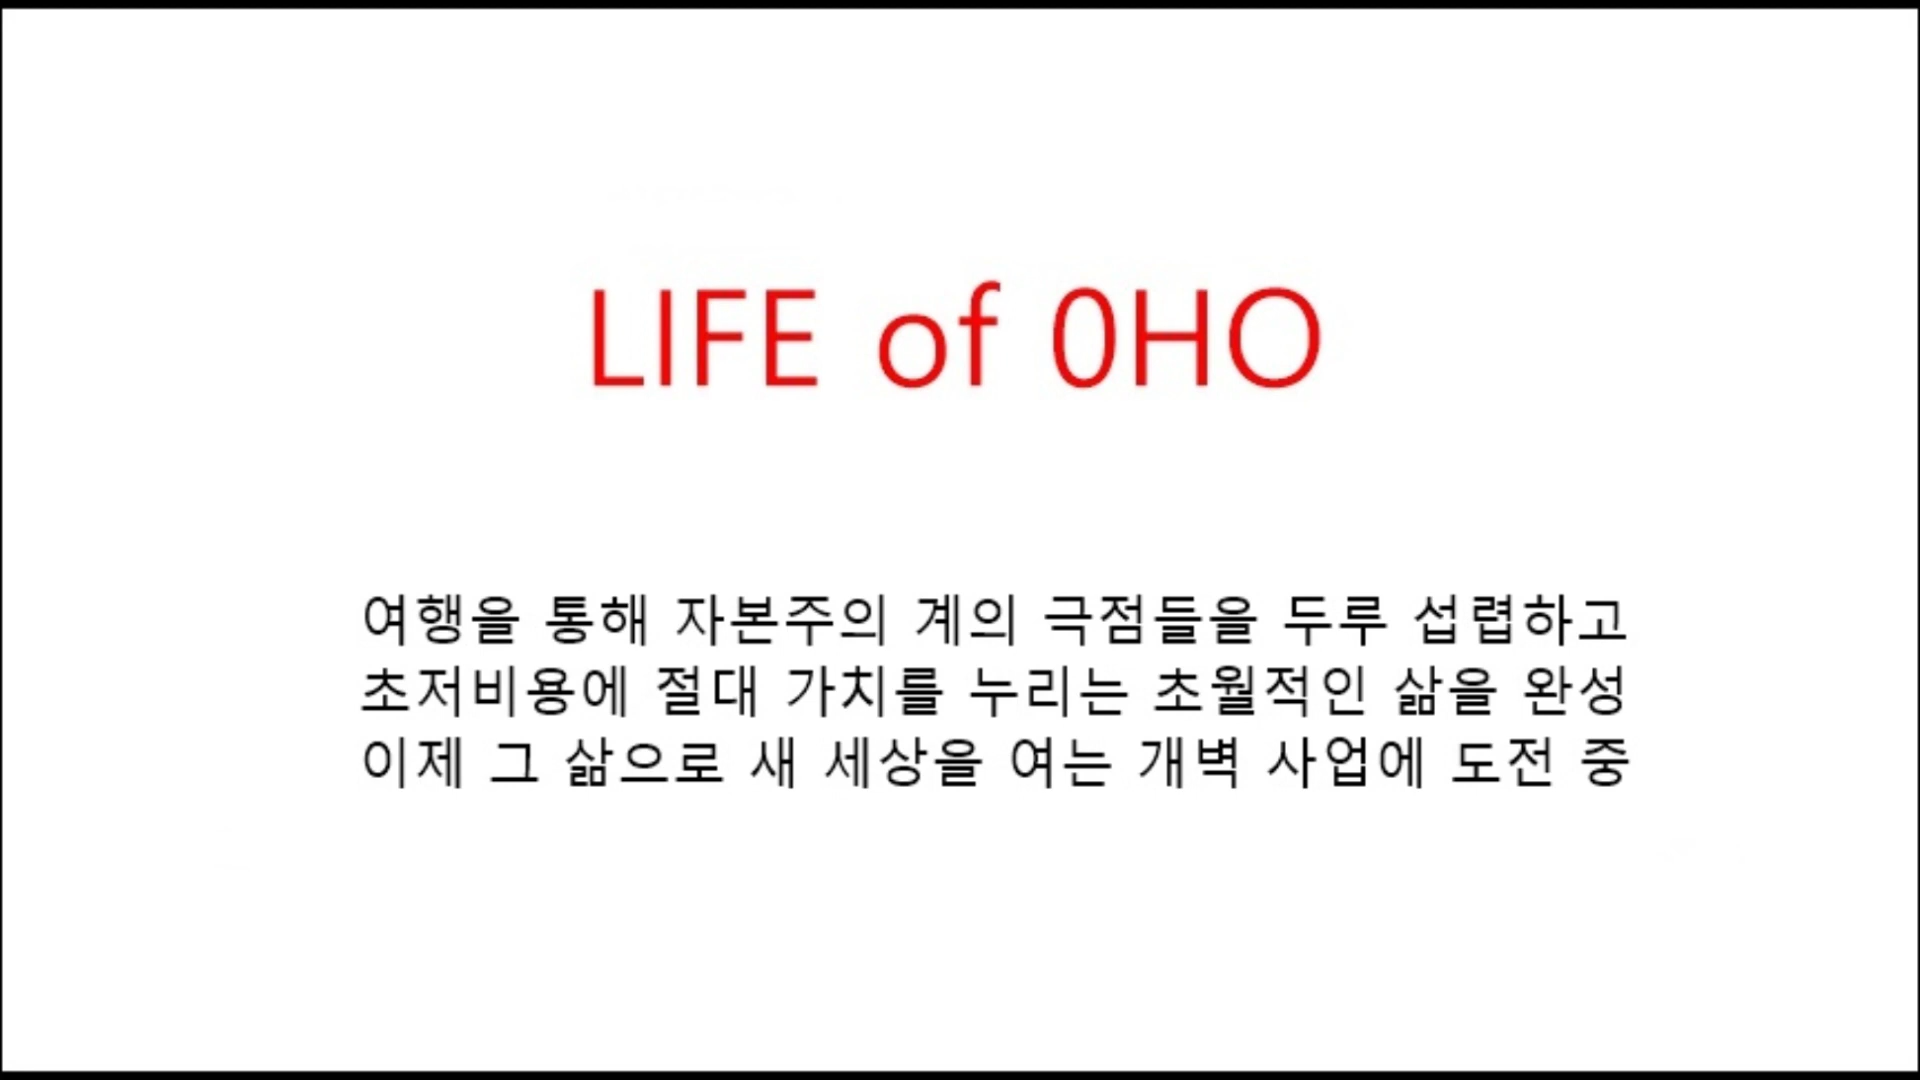 LIFE of 0HO
여행을 통해 자본주의 계의 극점들을 두루 섭렵하고
초저비용에 절대 가치를 누리는 초월적인 삶을 완성
이제 그 삶으로 새 세상을 여는 개벽 사업에 도전 중